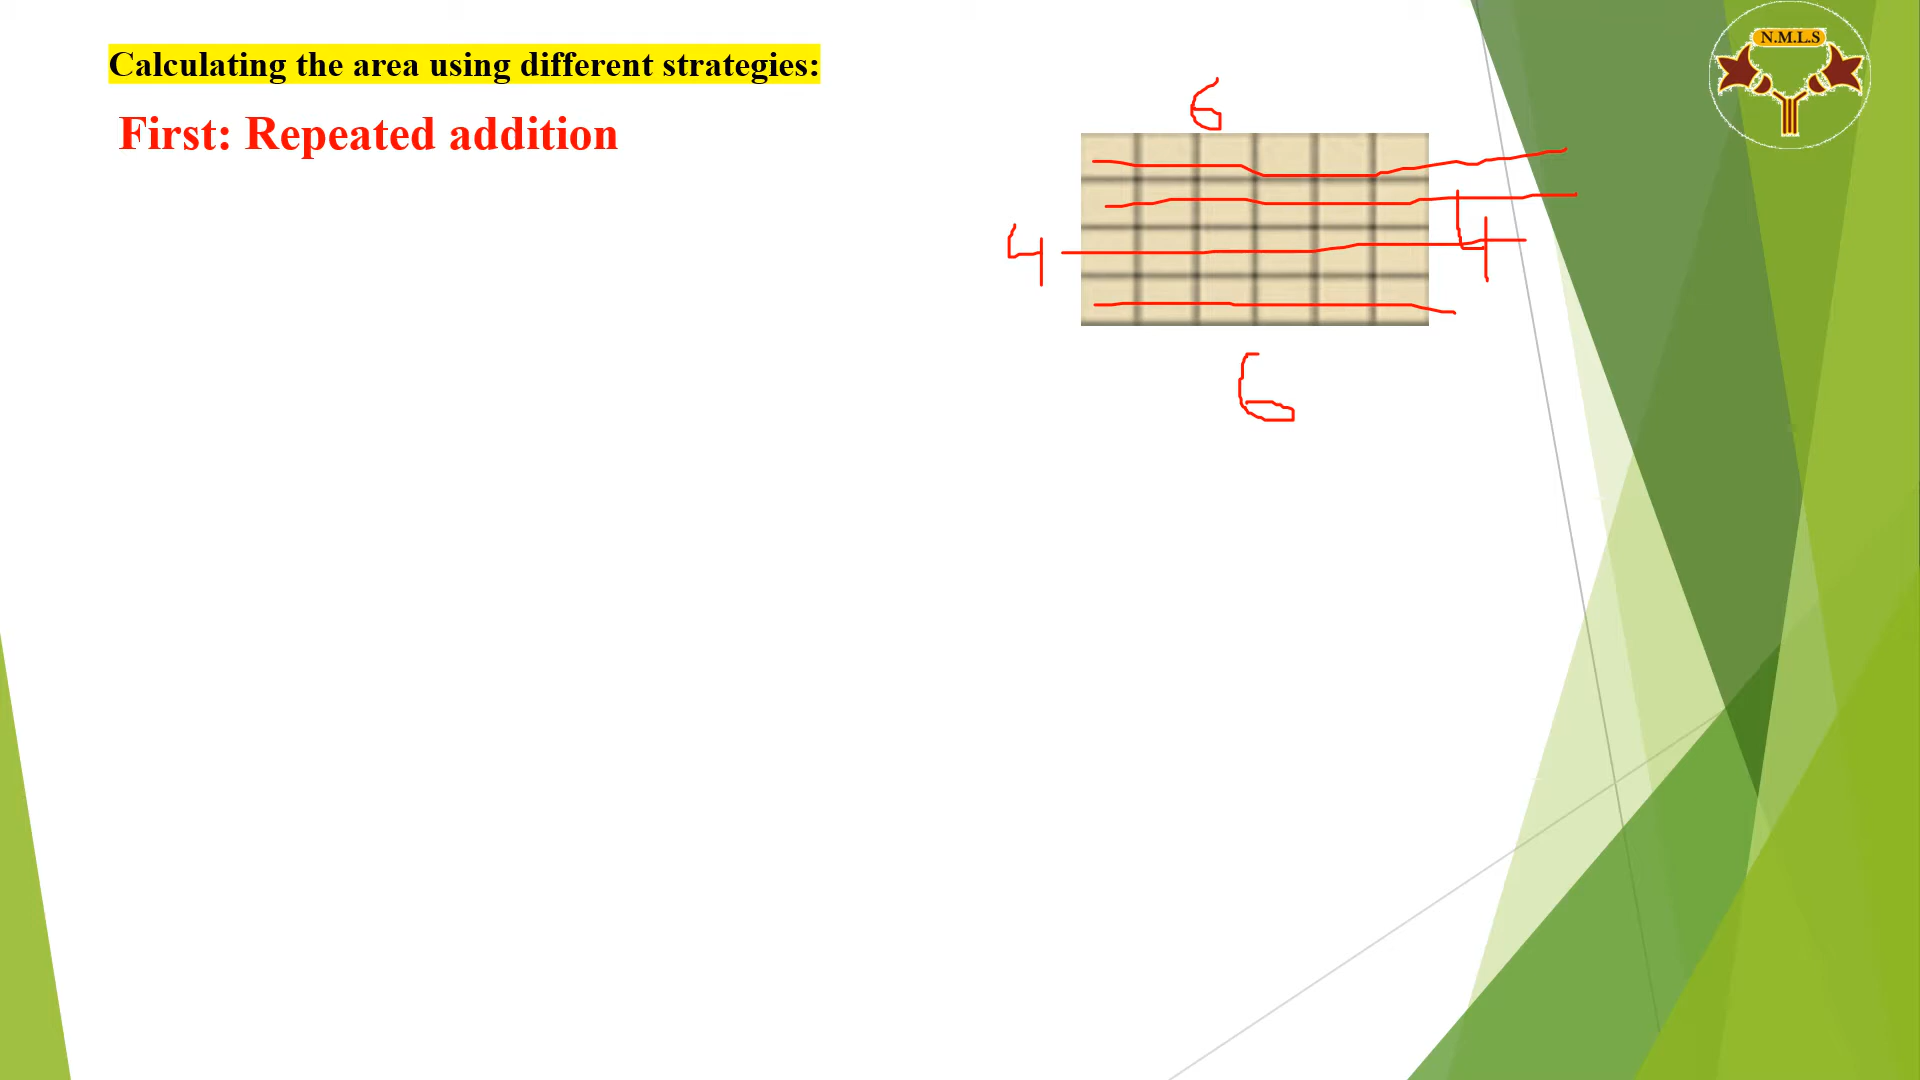 Calculating the area using different strategies:
First: Repeated addition
N.M.L.S
6
4
4
6